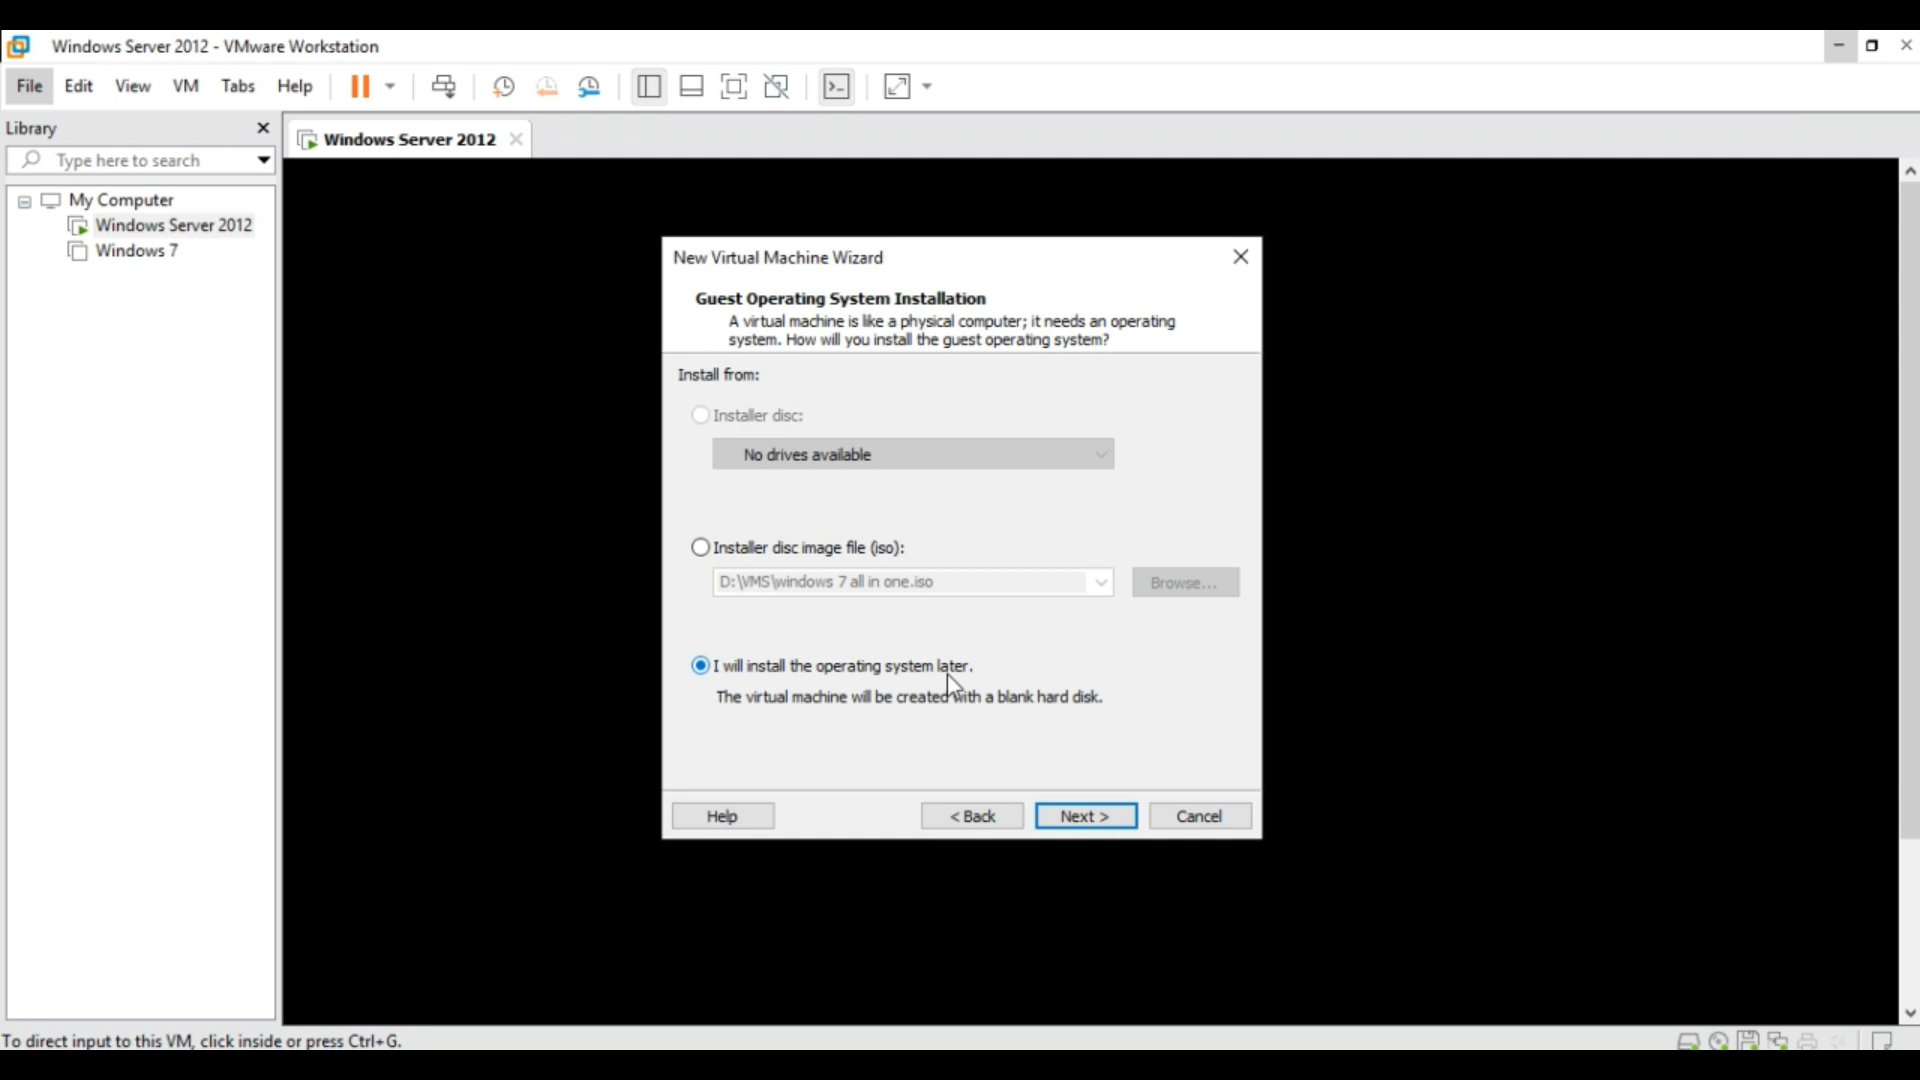 Windows Server 2012 - VMware Workstation
File Edit View VM Tabs Help
Library
Type here to search
My Computer
Windows Server 2012
Windows 7
Windows Server 2012
New Virtual Machine Wizard
Guest Operating System Installation
A virtual machine is like a physical computer; it needs an operating
system. How will you install the guest operating system?
Install from:
Installer disc:
No drives available
Installer disc image file (iso):
D:\VMS\windows 7 all in one.iso
Browse...
I will install the operating system later.
The virtual machine will be created with a blank hard disk.
Help < Back Next > Cancel
To direct input to this VM, click inside or press Ctrl+G.